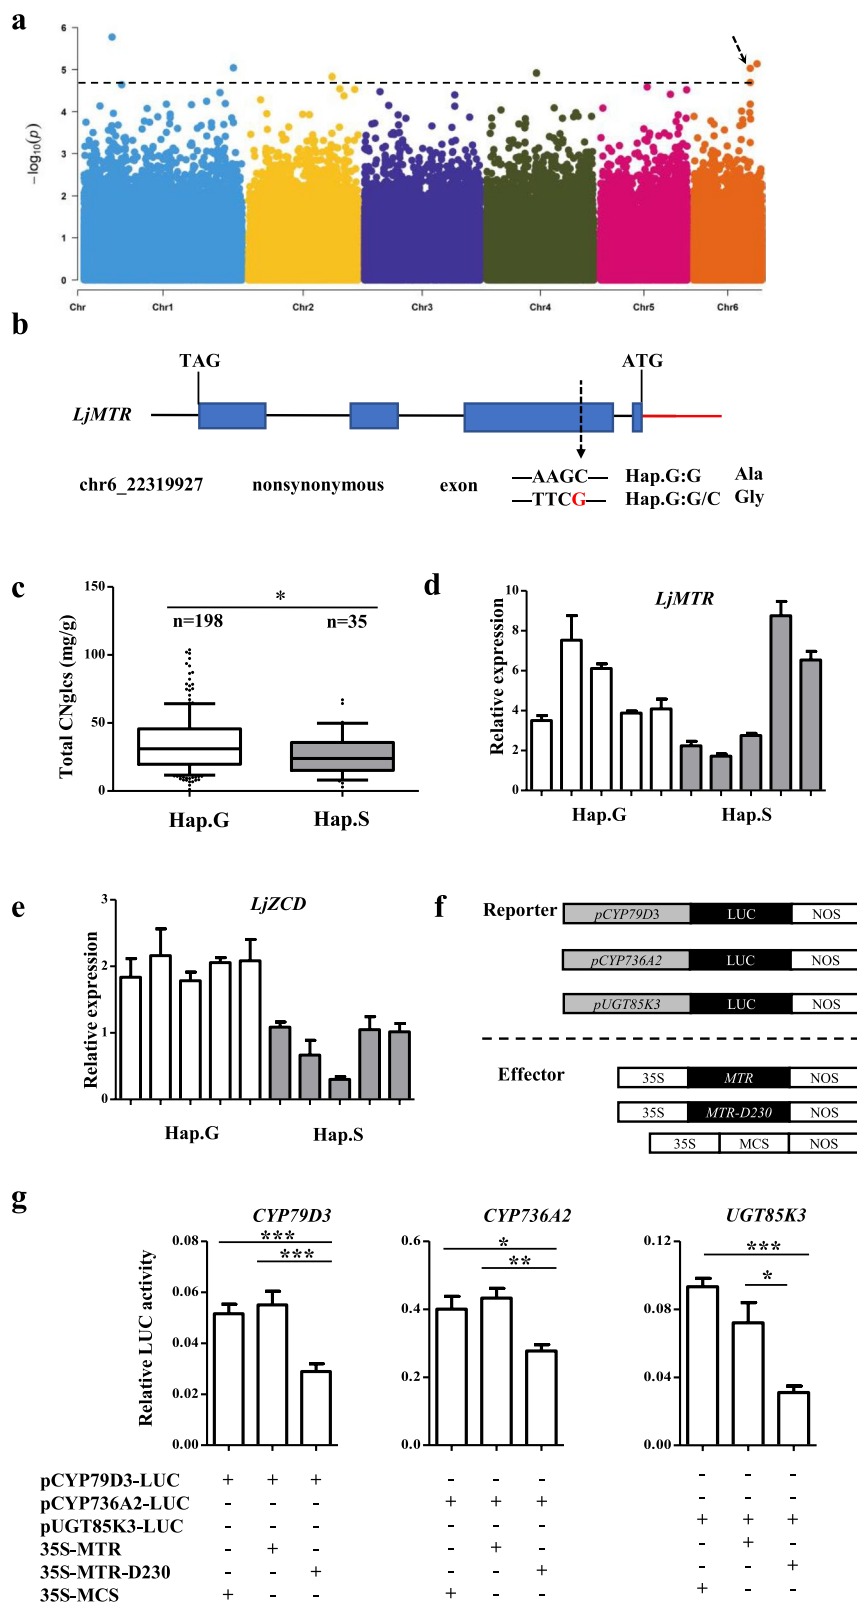 a
6
5
4
3
2
1
0
−log10(p)
Chr Chr1 Chr2 Chr3 Chr4 Chr5 Chr6
b
TAG ATG
LjMTR
chr6_22319927 nonsynonymous exon —AAGC— Hap.G:G Ala
—TTCG— Hap.G:G/C Gly
c
Total CNglcs (mg/g)
150
100
50
0
*
n=198 n=35
Hap.G Hap.S
d
LjMTR
Relative expression
10
8
6
4
2
0
Hap.G Hap.S
e
LjZCD
Relative expression
3
2
1
0
Hap.G Hap.S
f
Reporter pCYP79D3 LUC NOS
pCYP736A2 LUC NOS
pUGT85K3 LUC NOS
Effector 35S MTR NOS
35S MTR-D230 NOS
35S MCS NOS
g
Relative LUC activity
CYP79D3
0.08
0.06
0.04
0.02
0.00
***
***
CYP736A2
0.6
0.4
0.2
0.0
*
**
UGT85K3
0.12
0.08
0.04
0.00
***
*
pCYP79D3-LUC + + + - - - - - -
pCYP736A2-LUC - - - + + + - - -
pUGT85K3-LUC - - - - - - + + +
35S-MTR - + - - + - - + -
35S-MTR-D230 - - + - - + - - +
35S-MCS + - - + - - + - -